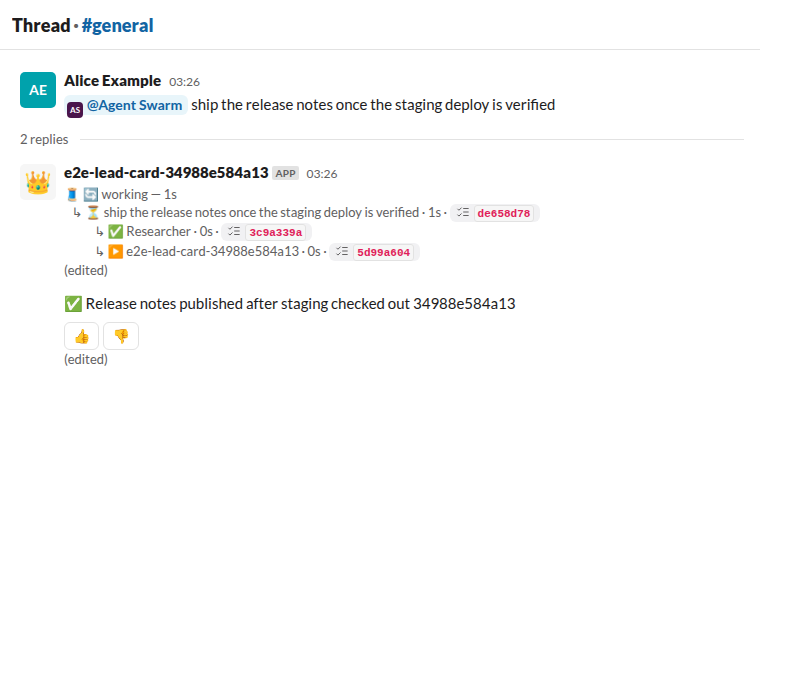 Thread · #general
AE
Alice Example 03:26
AS @Agent Swarm ship the release notes once the staging deploy is verified
2 replies
e2e-lead-card-34988e584a13 APP 03:26
🧵 🔄 working — 1s
↳ ⏳ ship the release notes once the staging deploy is verified · 1s · de658d78
↳ ✅ Researcher · 0s · 3c9a339a
↳ ▶️ e2e-lead-card-34988e584a13 · 0s · 5d99a604
(edited)
✅ Release notes published after staging checked out 34988e584a13
👍 👎
(edited)